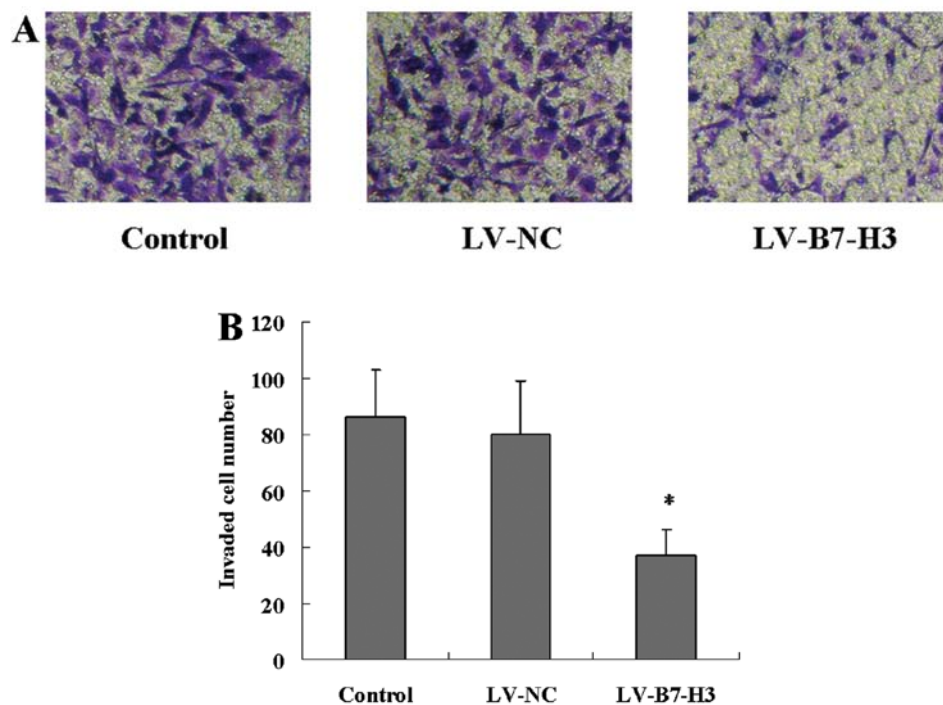 A
Control LV-NC LV-B7-H3
B
Invaded cell number
120
100
80
60
40
20
0
*
Control LV-NC LV-B7-H3